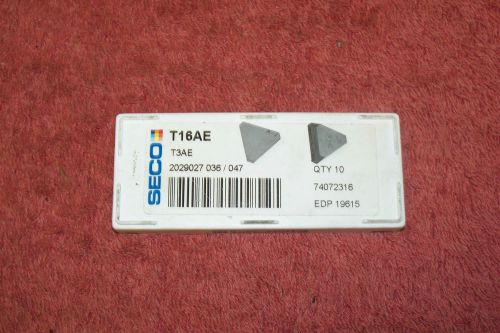 SECO
T16AE
T3AE
2029027 036 / 047
QTY 10
74072316
EDP 19615